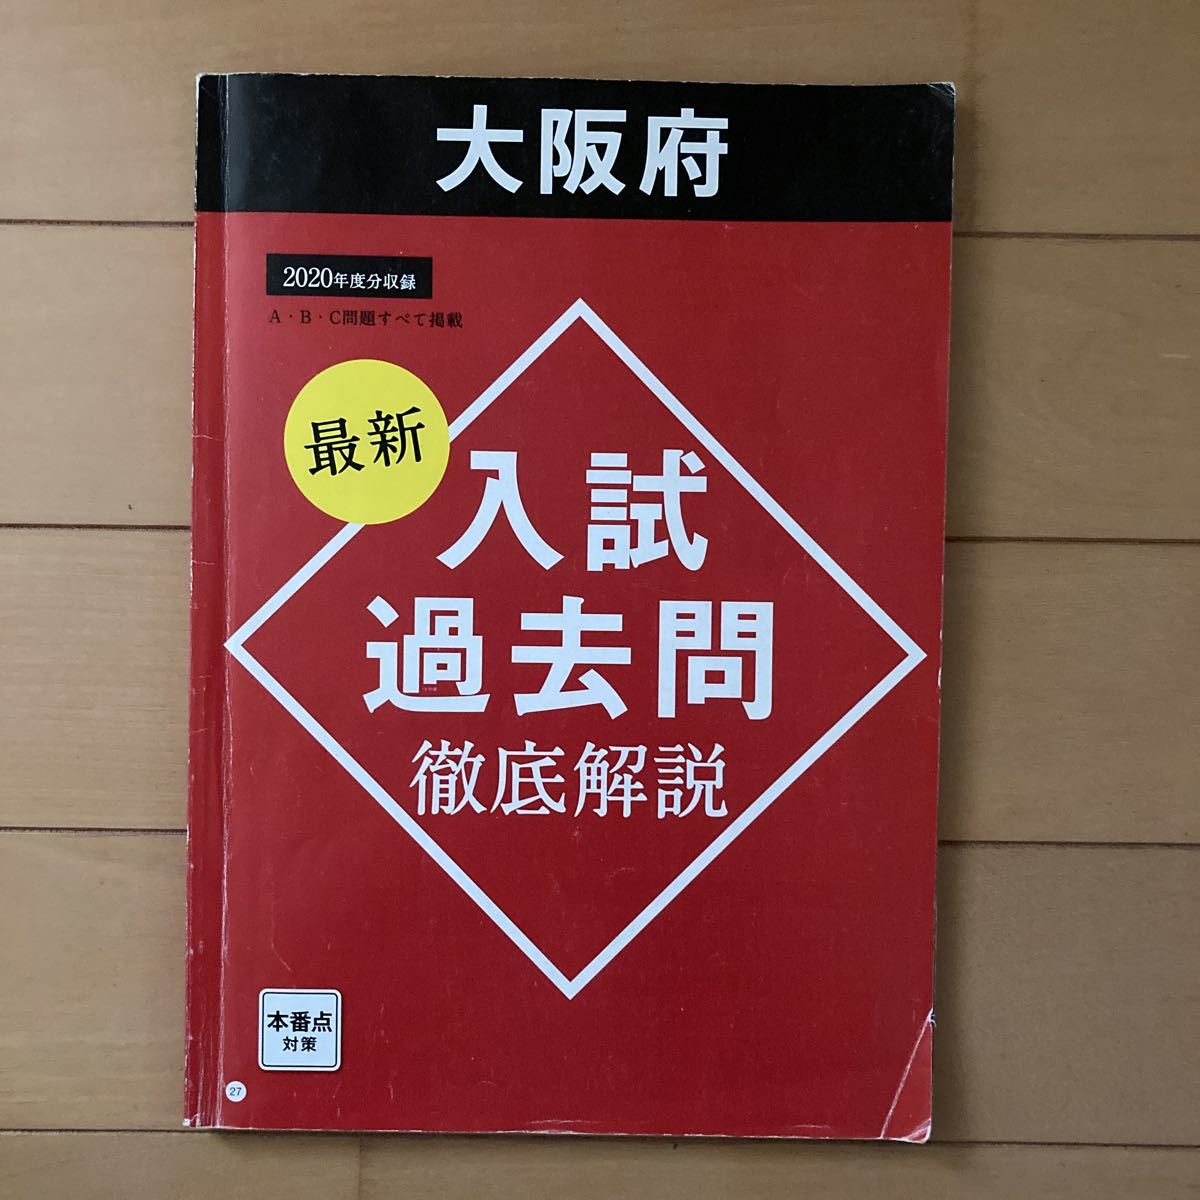 大阪府
2020年度分収録
A・B・C問題すべて掲載
最新
入試
過去問
徹底解説
本番点
対策
27